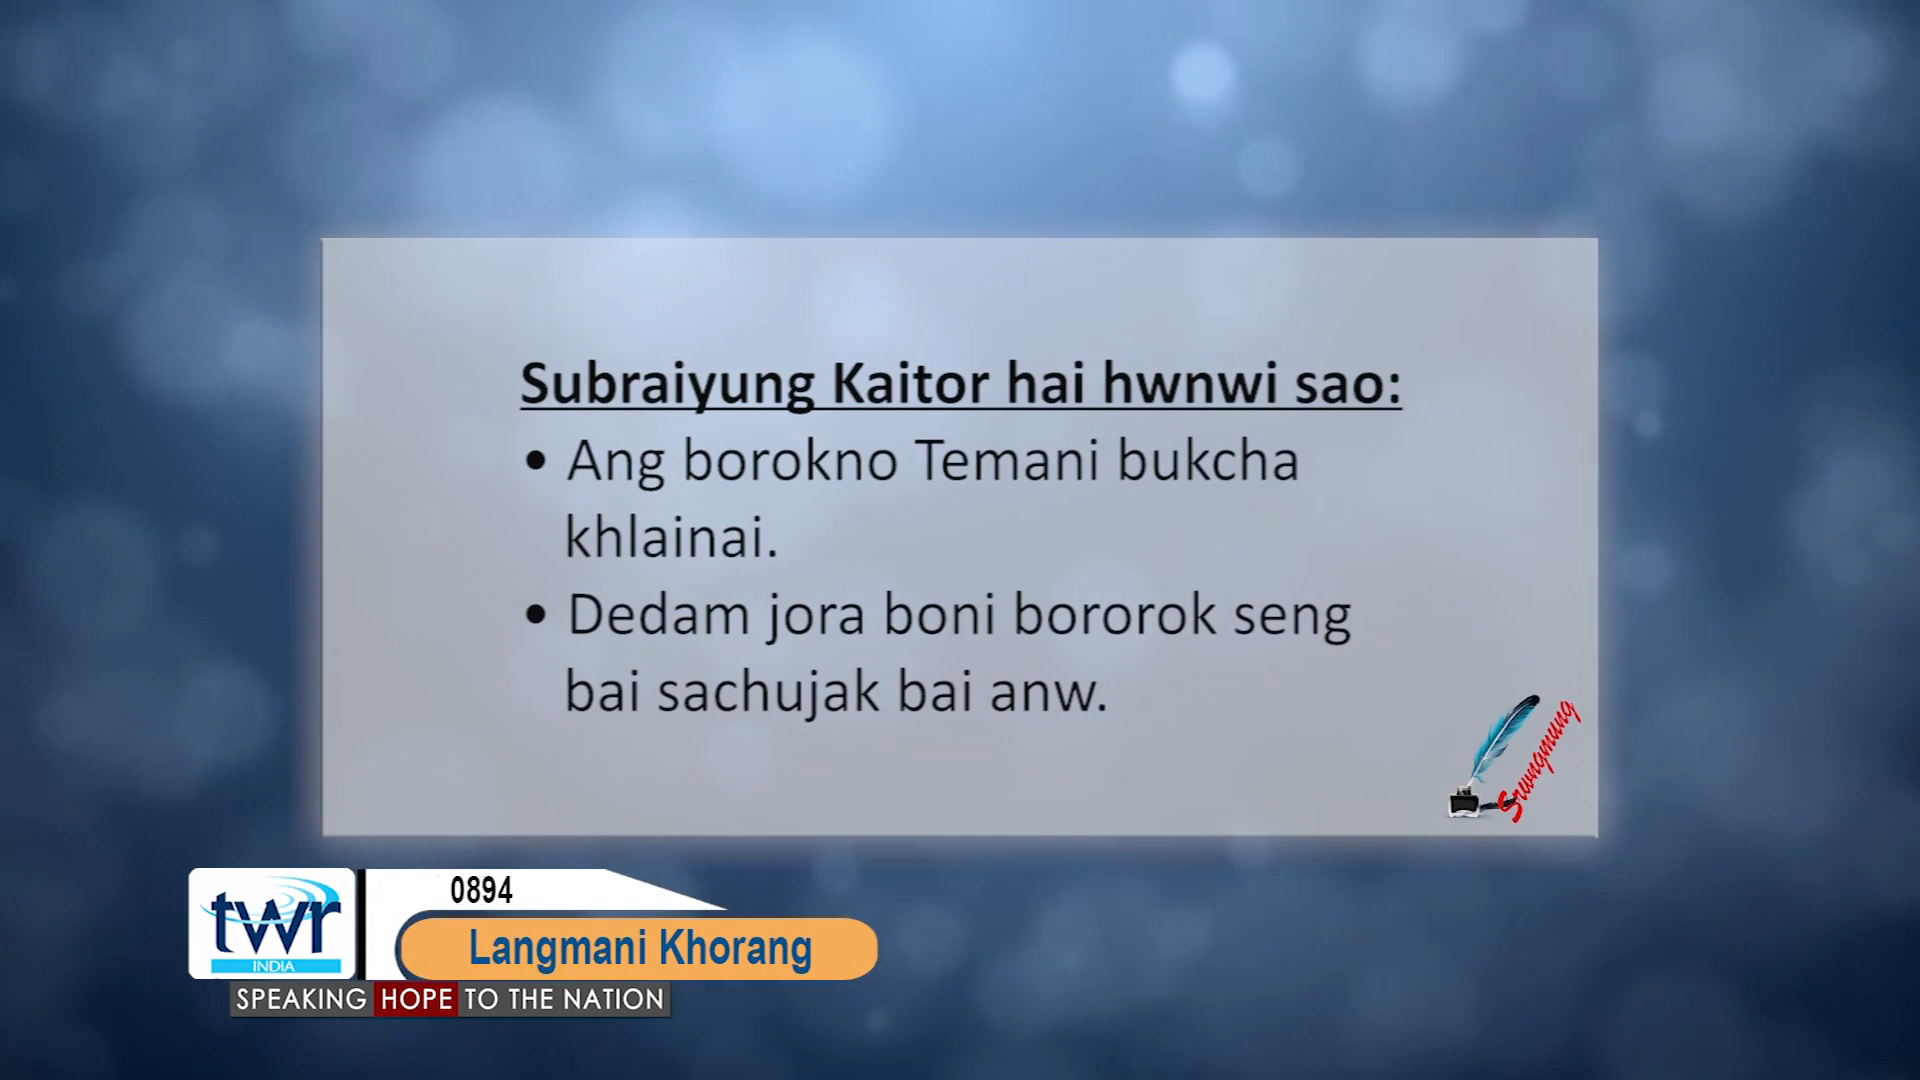 Subraiyung Kaitor hai hwnwi sao:
• Ang borokno Temani bukcha
khlainai.
• Dedam jora boni bororok seng
bai sachujak bai anw.
Srwngmung
0894
twr
INDIA
Langmani Khorang
SPEAKING HOPE TO THE NATION